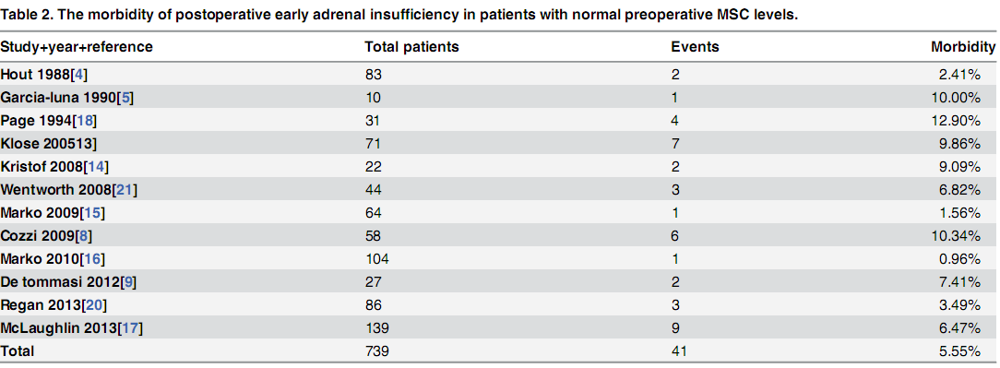 Table 2. The morbidity of postoperative early adrenal insufficiency in patients with normal preoperative MSC levels.
Study+year+reference Total patients Events Morbidity
Hout 1988[4] 83 2 2.41%
Garcia-luna 1990[5] 10 1 10.00%
Page 1994[18] 31 4 12.90%
Klose 200513] 71 7 9.86%
Kristof 2008[14] 22 2 9.09%
Wentworth 2008[21] 44 3 6.82%
Marko 2009[15] 64 1 1.56%
Cozzi 2009[8] 58 6 10.34%
Marko 2010[16] 104 1 0.96%
De tommasi 2012[9] 27 2 7.41%
Regan 2013[20] 86 3 3.49%
McLaughlin 2013[17] 139 9 6.47%
Total 739 41 5.55%